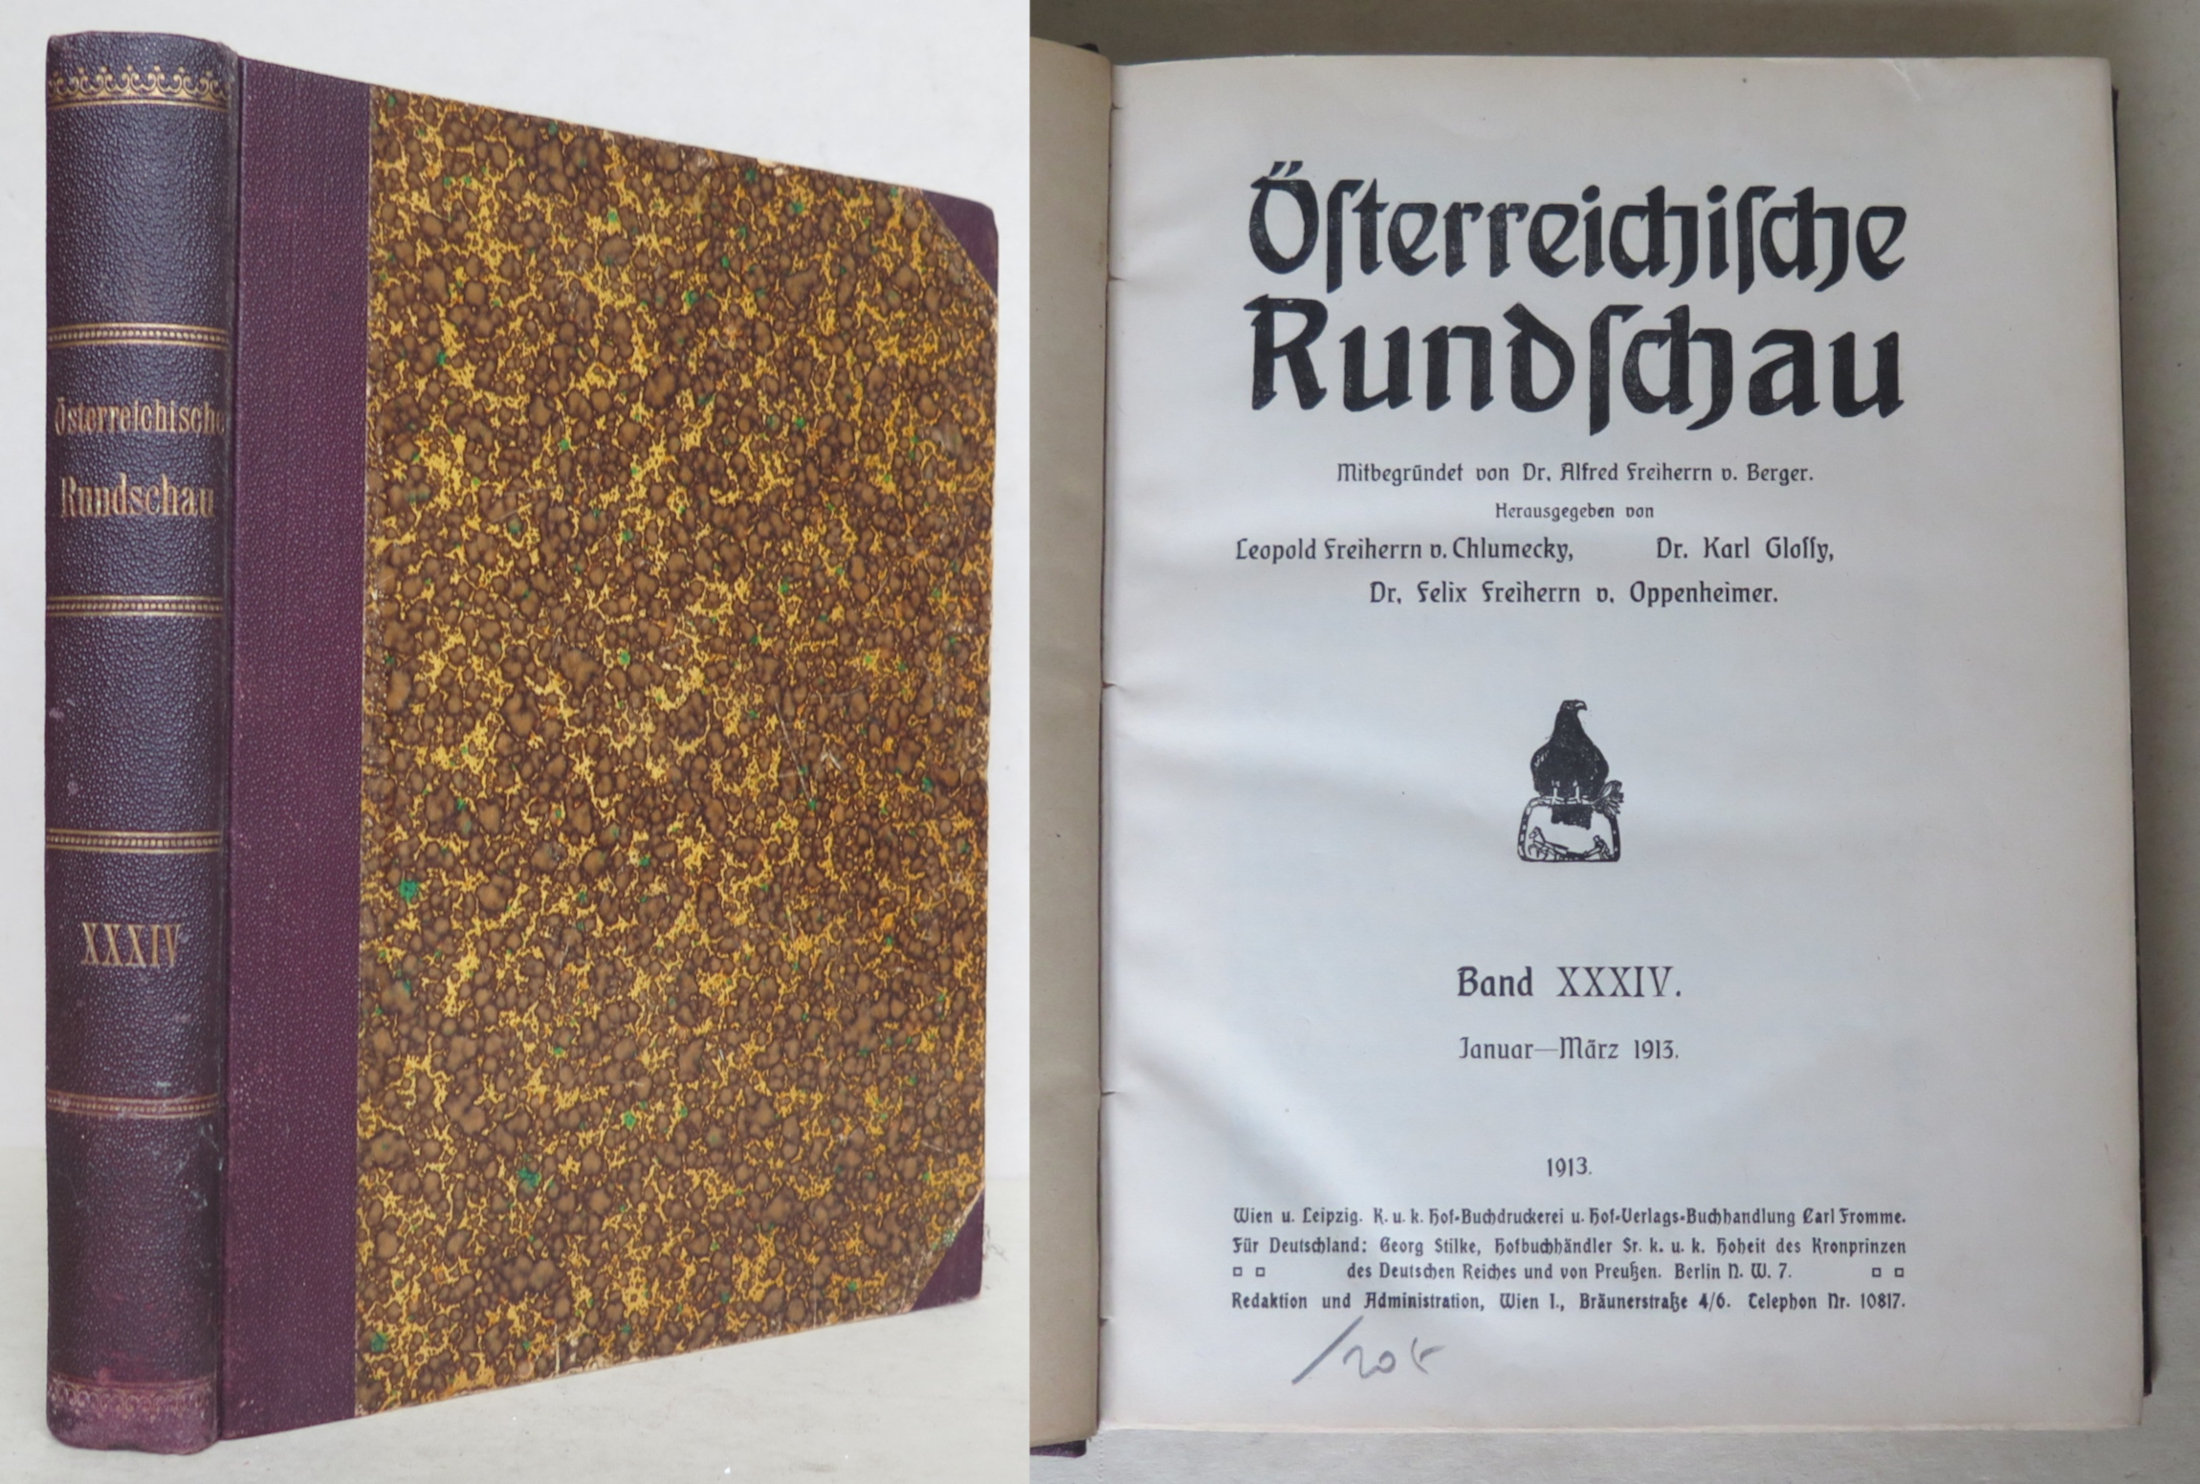 Österreichische
Rundschau
XXXIV
Öſterreichiſche
Rundſchau
Mitbegründet von Dr. Alfred Freiherrn v. Berger.
Herausgegeben von
Leopold Freiherrn v. Chlumecky, Dr. Karl Gloſſy,
Dr. Felix Freiherrn v. Oppenheimer.
Band XXXIV.
Januar—März 1913.
1913.
Wien u. Leipzig. K. u. k. Hof-Buchdruckerei u. Hof-Verlags-Buchhandlung Carl Fromme.
Für Deutschland: Georg Stilke, Hofbuchhändler Sr. k. u. k. Hoheit des Kronprinzen
des Deutschen Reiches und von Preußen. Berlin N. W. 7.
Redaktion und Administration, Wien I., Bräunerstraße 4/6. Telephon Nr. 10817.